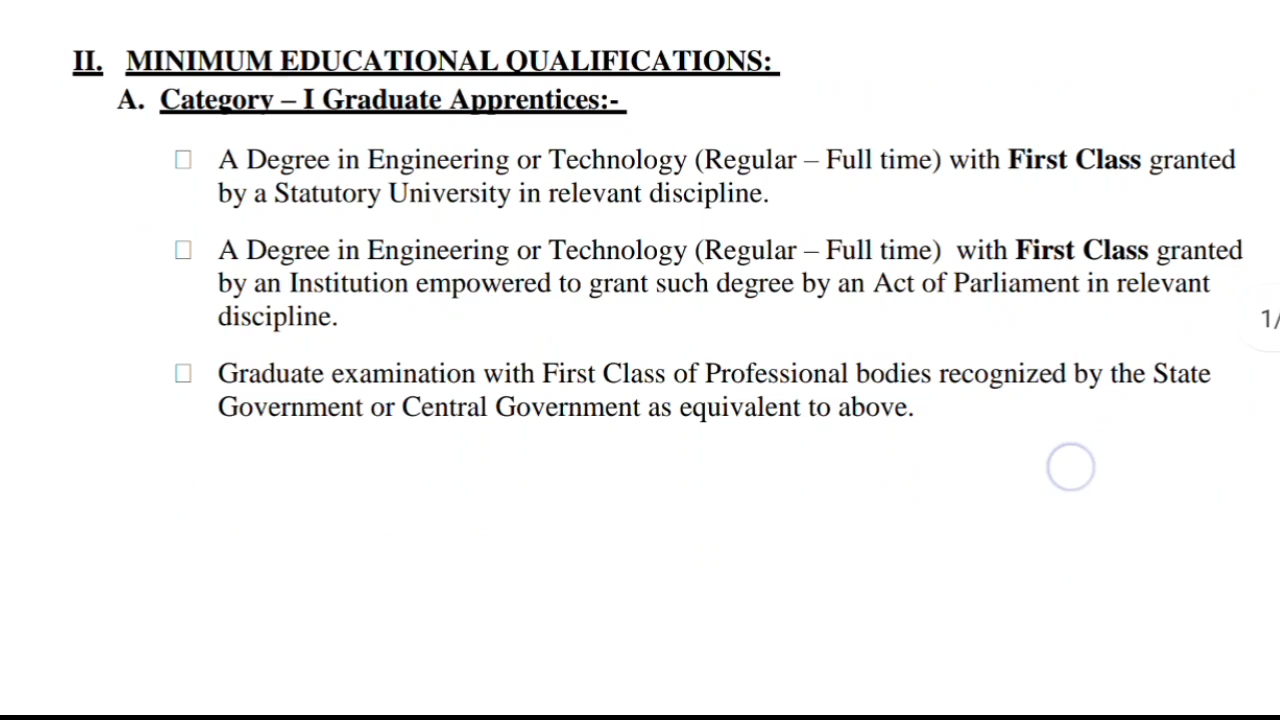 II. MINIMUM EDUCATIONAL QUALIFICATIONS:
A. Category – I Graduate Apprentices:-
□ A Degree in Engineering or Technology (Regular – Full time) with First Class granted
by a Statutory University in relevant discipline.
□ A Degree in Engineering or Technology (Regular – Full time) with First Class granted
by an Institution empowered to grant such degree by an Act of Parliament in relevant
discipline.
1/
□ Graduate examination with First Class of Professional bodies recognized by the State
Government or Central Government as equivalent to above.